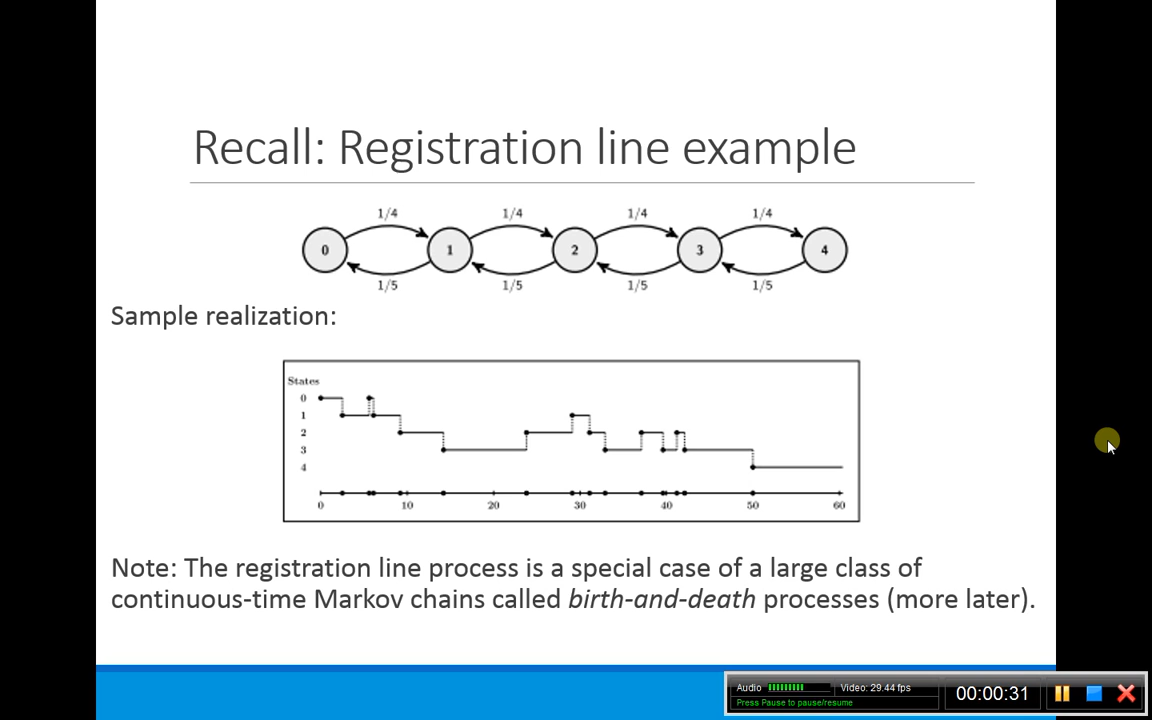 Recall: Registration line example
1/4 1/4 1/4 1/4
0 1 2 3 4
1/5 1/5 1/5 1/5
Sample realization:
States
0
1
2
3
4
0 10 20 30 40 50 60
Note: The registration line process is a special case of a large class of
continuous-time Markov chains called birth-and-death processes (more later).
Audio Video: 29.44 fps
Press Pause to pause/resume
00:00:31